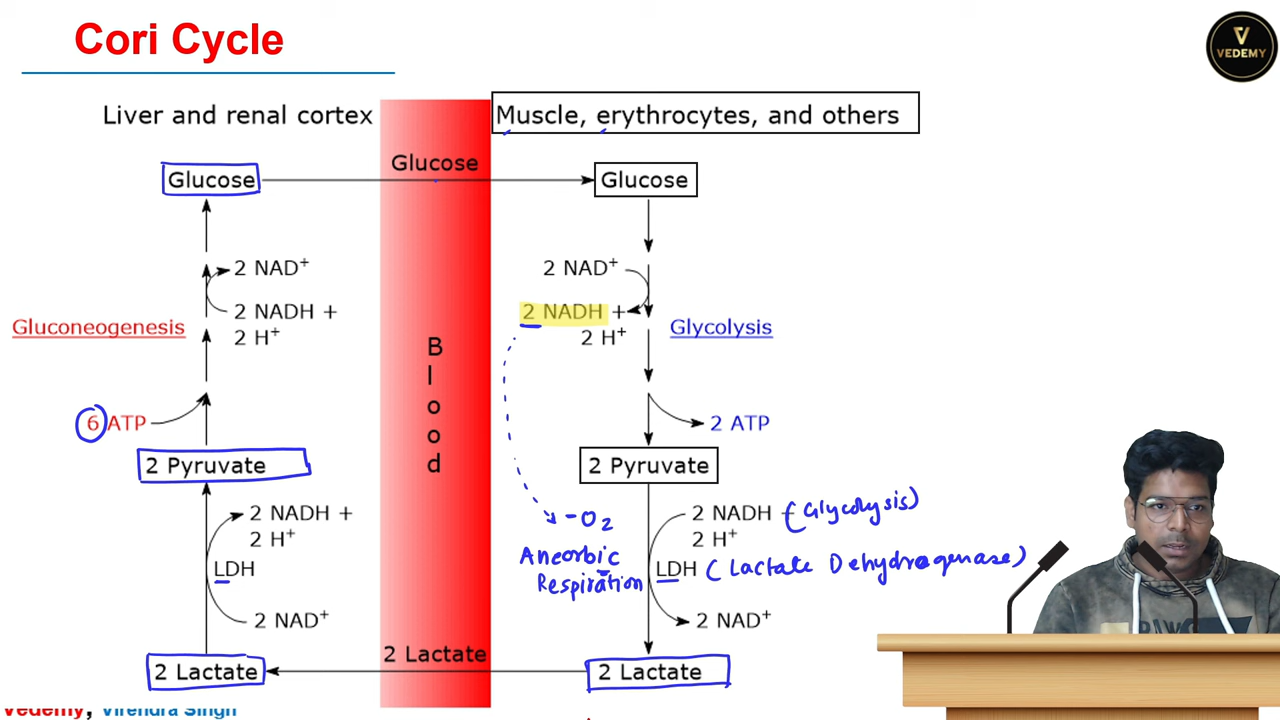 Cori Cycle
V
VEDEMY
Liver and renal cortex
Muscle, erythrocytes, and others
Glucose
Glucose
Glucose
2 NAD+
2 NADH +
2 H+
Gluconeogenesis
6 ATP
2 Pyruvate
2 NADH +
2 H+
LDH
2 NAD+
2 Lactate
Blood
2 Lactate
2 NAD+
2 NADH +
2 H+
Glycolysis
2 ATP
2 Pyruvate
-O2
Aneorbic
Respiration
2 NADH + (Glycolysis)
2 H+
LDH (Lactate Dehydrogenase)
2 NAD+
2 Lactate
Vedemy, Virendra Singh